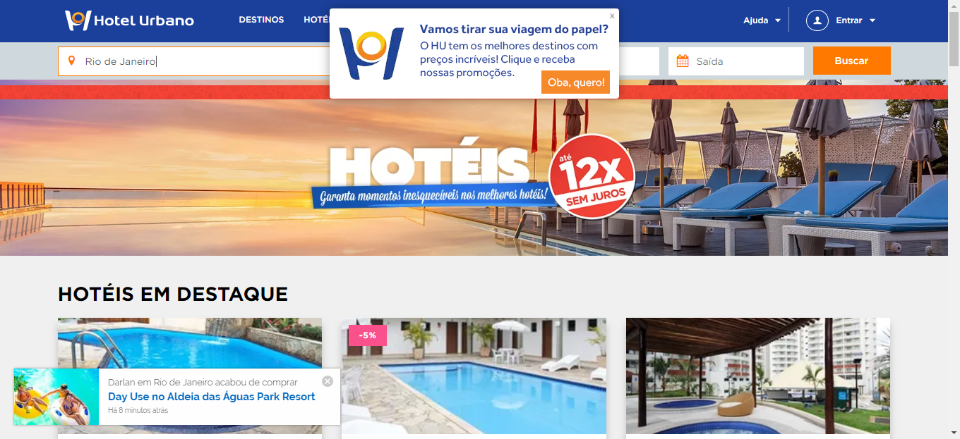 Hotel Urbano
DESTINOS
Ajuda
Entrar
x
Vamos tirar sua viagem do papel?
O HU tem os melhores destinos com
preços incríveis! Clique e receba
nossas promoções.
Oba, quero!
Rio de Janeiro
Saída
Buscar
HOTÉIS
Garanta momentos inesquecíveis nos melhores hotéis!
até
12x
SEM JUROS
HOTÉIS EM DESTAQUE
-5%
Darlan em Rio de Janeiro acabou de comprar
Day Use no Aldeia das Águas Park Resort
Há 8 minutos atrás